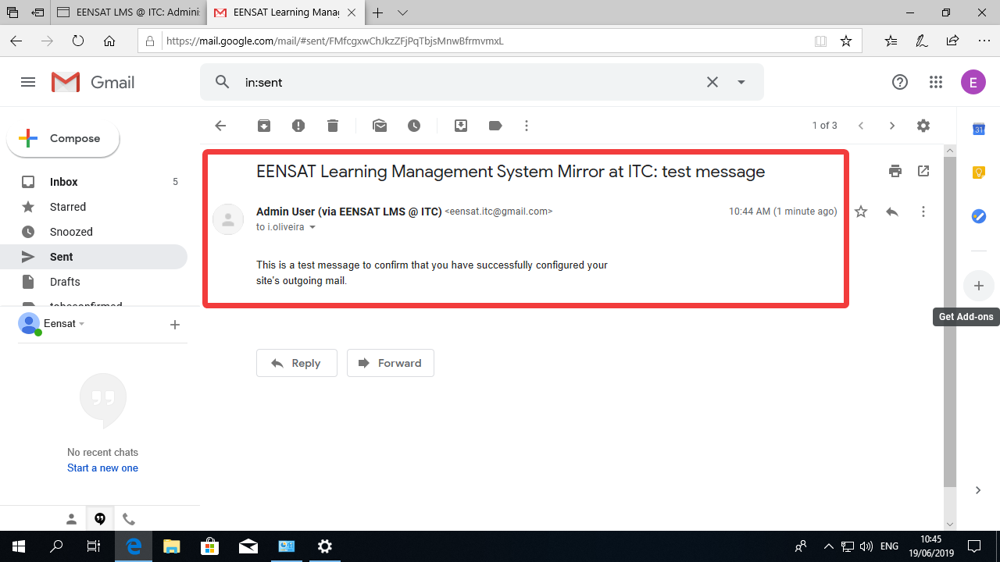 EENSAT LMS @ ITC: Adminis
EENSAT Learning Manag
https://mail.google.com/mail/#sent/FMfcgxwChJkzZFjPqTbjsMnwBfrmvmxL
Gmail
in:sent
E
Compose
1 of 3
31
Inbox 5
Starred
Snoozed
Sent
Drafts
tobeconfirmed
EENSAT Learning Management System Mirror at ITC: test message
Admin User (via EENSAT LMS @ ITC) <eensat.itc@gmail.com>
10:44 AM (1 minute ago)
to i.oliveira
This is a test message to confirm that you have successfully configured your
site's outgoing mail.
Get Add-ons
Reply
Forward
Eensat
No recent chats
Start a new one
ENG
10:45
19/06/2019